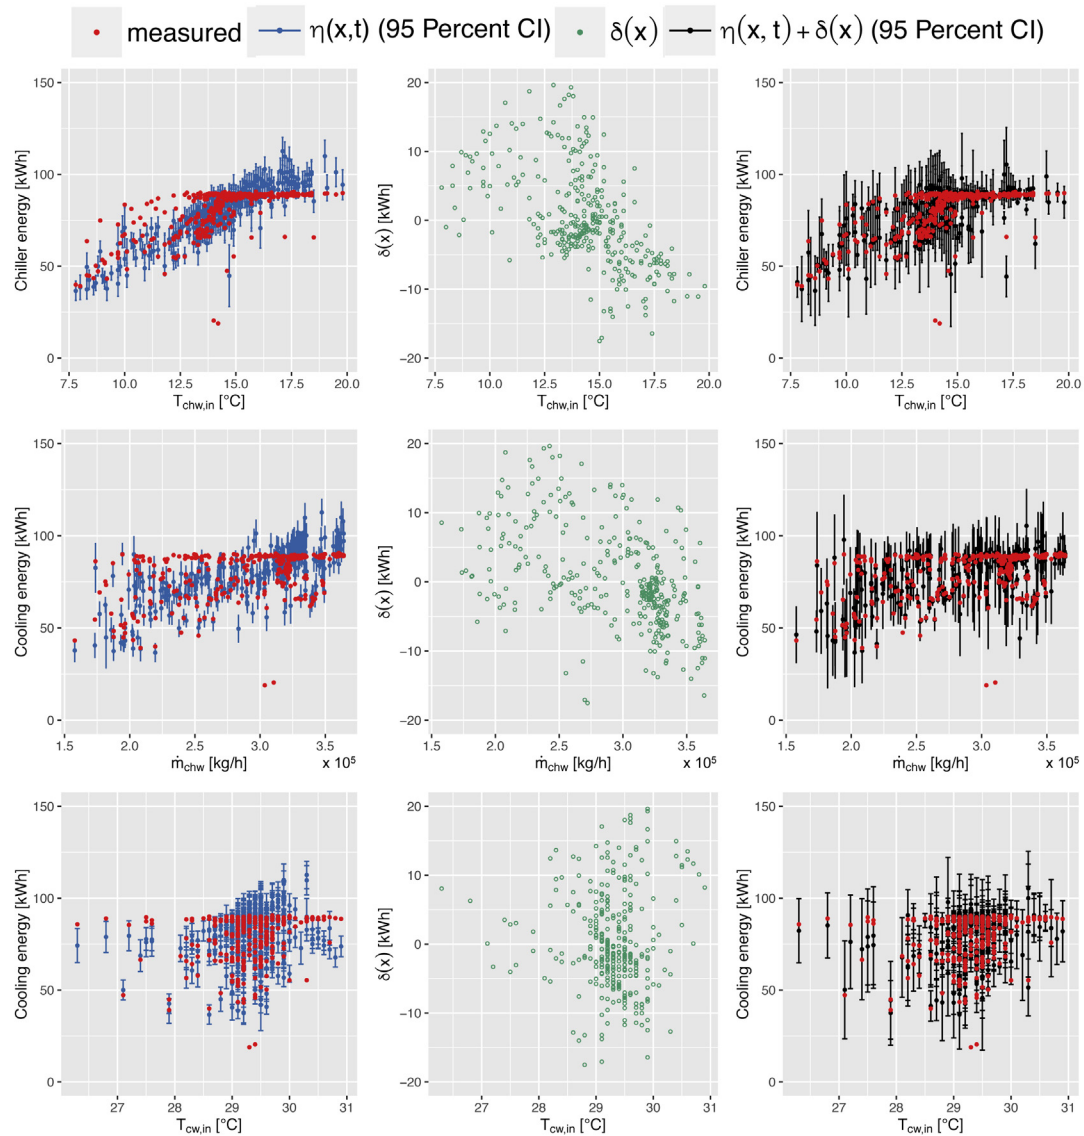 measured η(x,t) (95 Percent CI) δ(x) η(x, t) + δ(x) (95 Percent CI)
Chiller energy [kWh]
150
100
50
0
7.5 10.0 12.5 15.0 17.5 20.0
T_chw,in [°C]
δ(x) [kWh]
20
10
0
−10
−20
7.5 10.0 12.5 15.0 17.5 20.0
T_chw,in [°C]
Chiller energy [kWh]
150
100
50
0
7.5 10.0 12.5 15.0 17.5 20.0
T_chw,in [°C]
Cooling energy [kWh]
150
100
50
0
1.5 2.0 2.5 3.0 3.5
ṁ_chw [kg/h] x 10⁵
δ(x) [kWh]
20
10
0
−10
−20
1.5 2.0 2.5 3.0 3.5
ṁ_chw [kg/h] x 10⁵
Cooling energy [kWh]
150
100
50
0
1.5 2.0 2.5 3.0 3.5
ṁ_chw [kg/h] x 10⁵
Cooling energy [kWh]
150
100
50
0
27 28 29 30 31
T_cw,in [°C]
δ(x) [kWh]
20
10
0
−10
−20
27 28 29 30 31
T_cw,in [°C]
Cooling energy [kWh]
150
100
50
0
27 28 29 30 31
T_cw,in [°C]